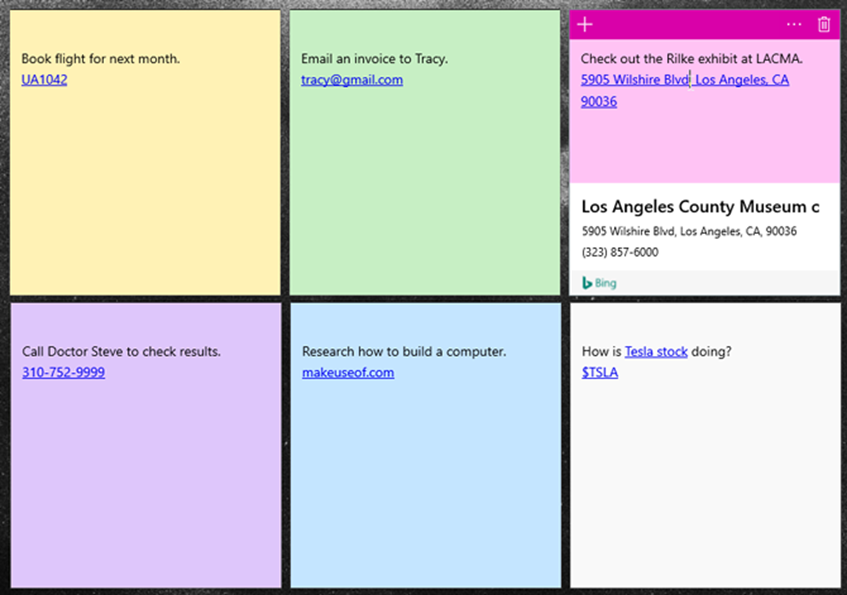 Book flight for next month.
UA1042
Email an invoice to Tracy.
tracy@gmail.com
Check out the Rilke exhibit at LACMA.
5905 Wilshire Blvd, Los Angeles, CA
90036
Los Angeles County Museum c
5905 Wilshire Blvd, Los Angeles, CA, 90036
(323) 857-6000
Bing
Call Doctor Steve to check results.
310-752-9999
Research how to build a computer.
makeuseof.com
How is Tesla stock doing?
$TSLA